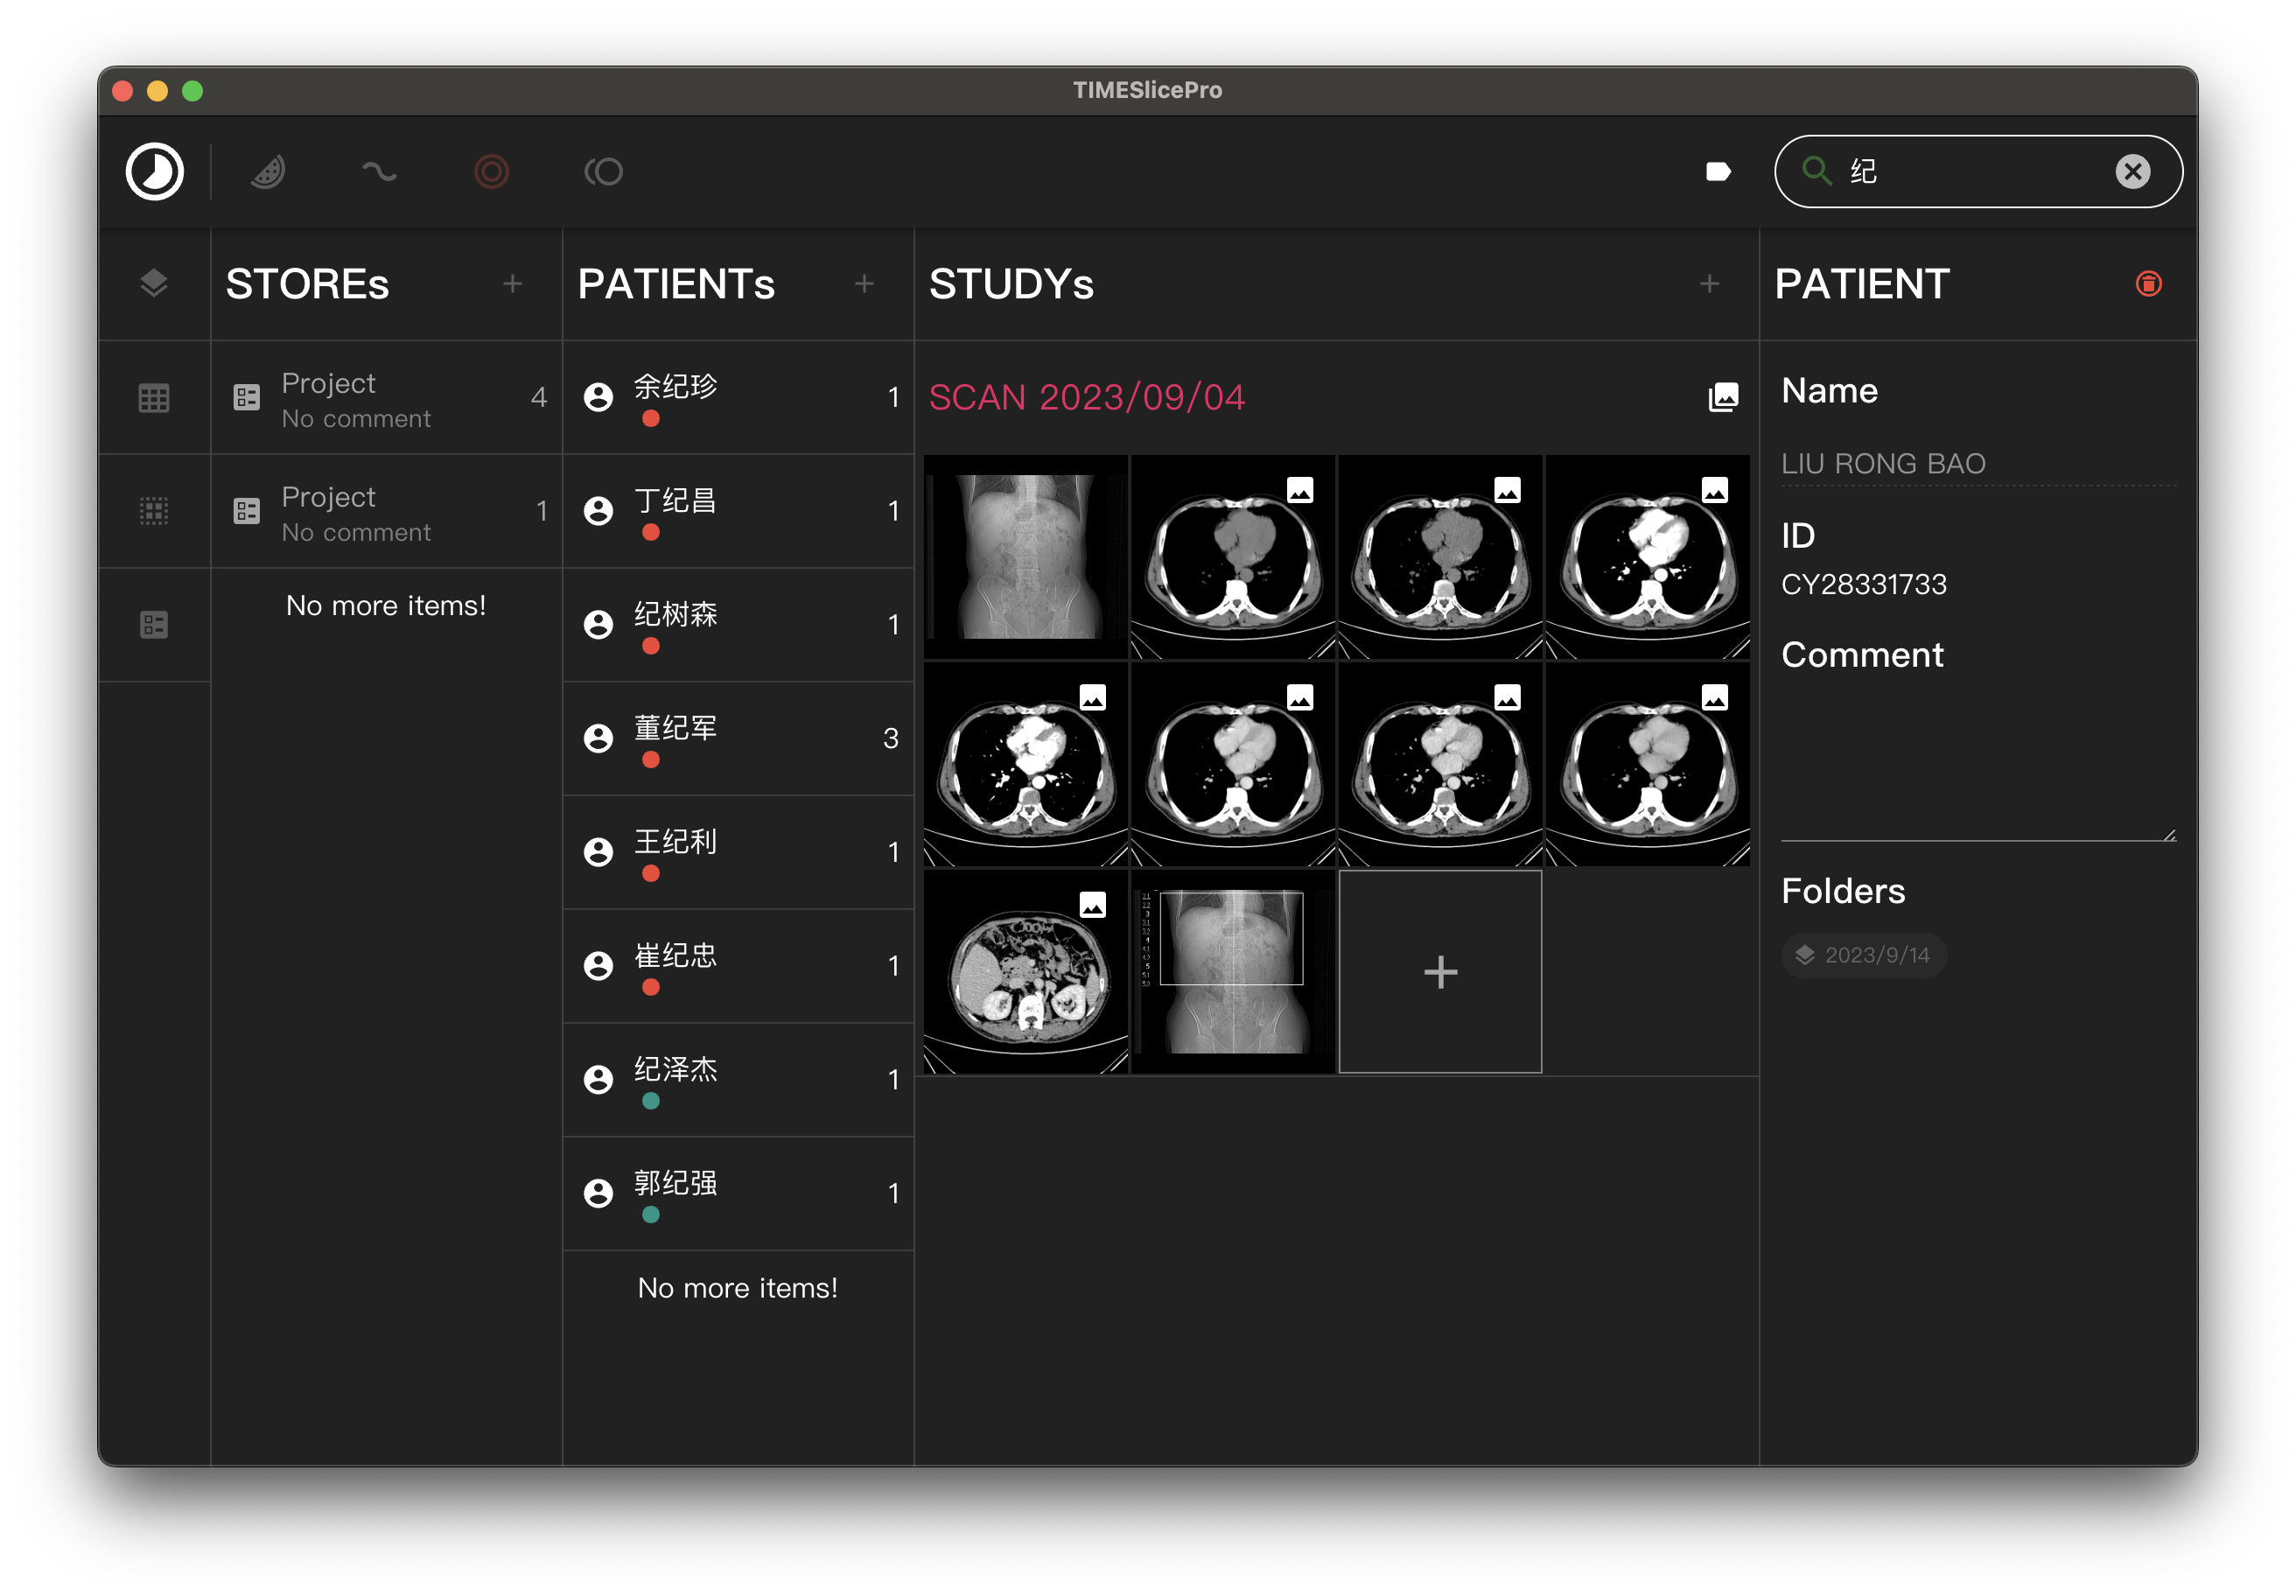 TIMESlicePro
纪
STOREs
PATIENTs
STUDYs
PATIENT
Project
No comment
4
Project
No comment
1
No more items!
余纪珍
1
丁纪昌
1
纪树森
1
董纪军
3
王纪利
1
崔纪忠
1
纪泽杰
1
郭纪强
1
No more items!
SCAN 2023/09/04
Name
LIU RONG BAO
ID
CY28331733
Comment
Folders
2023/9/14